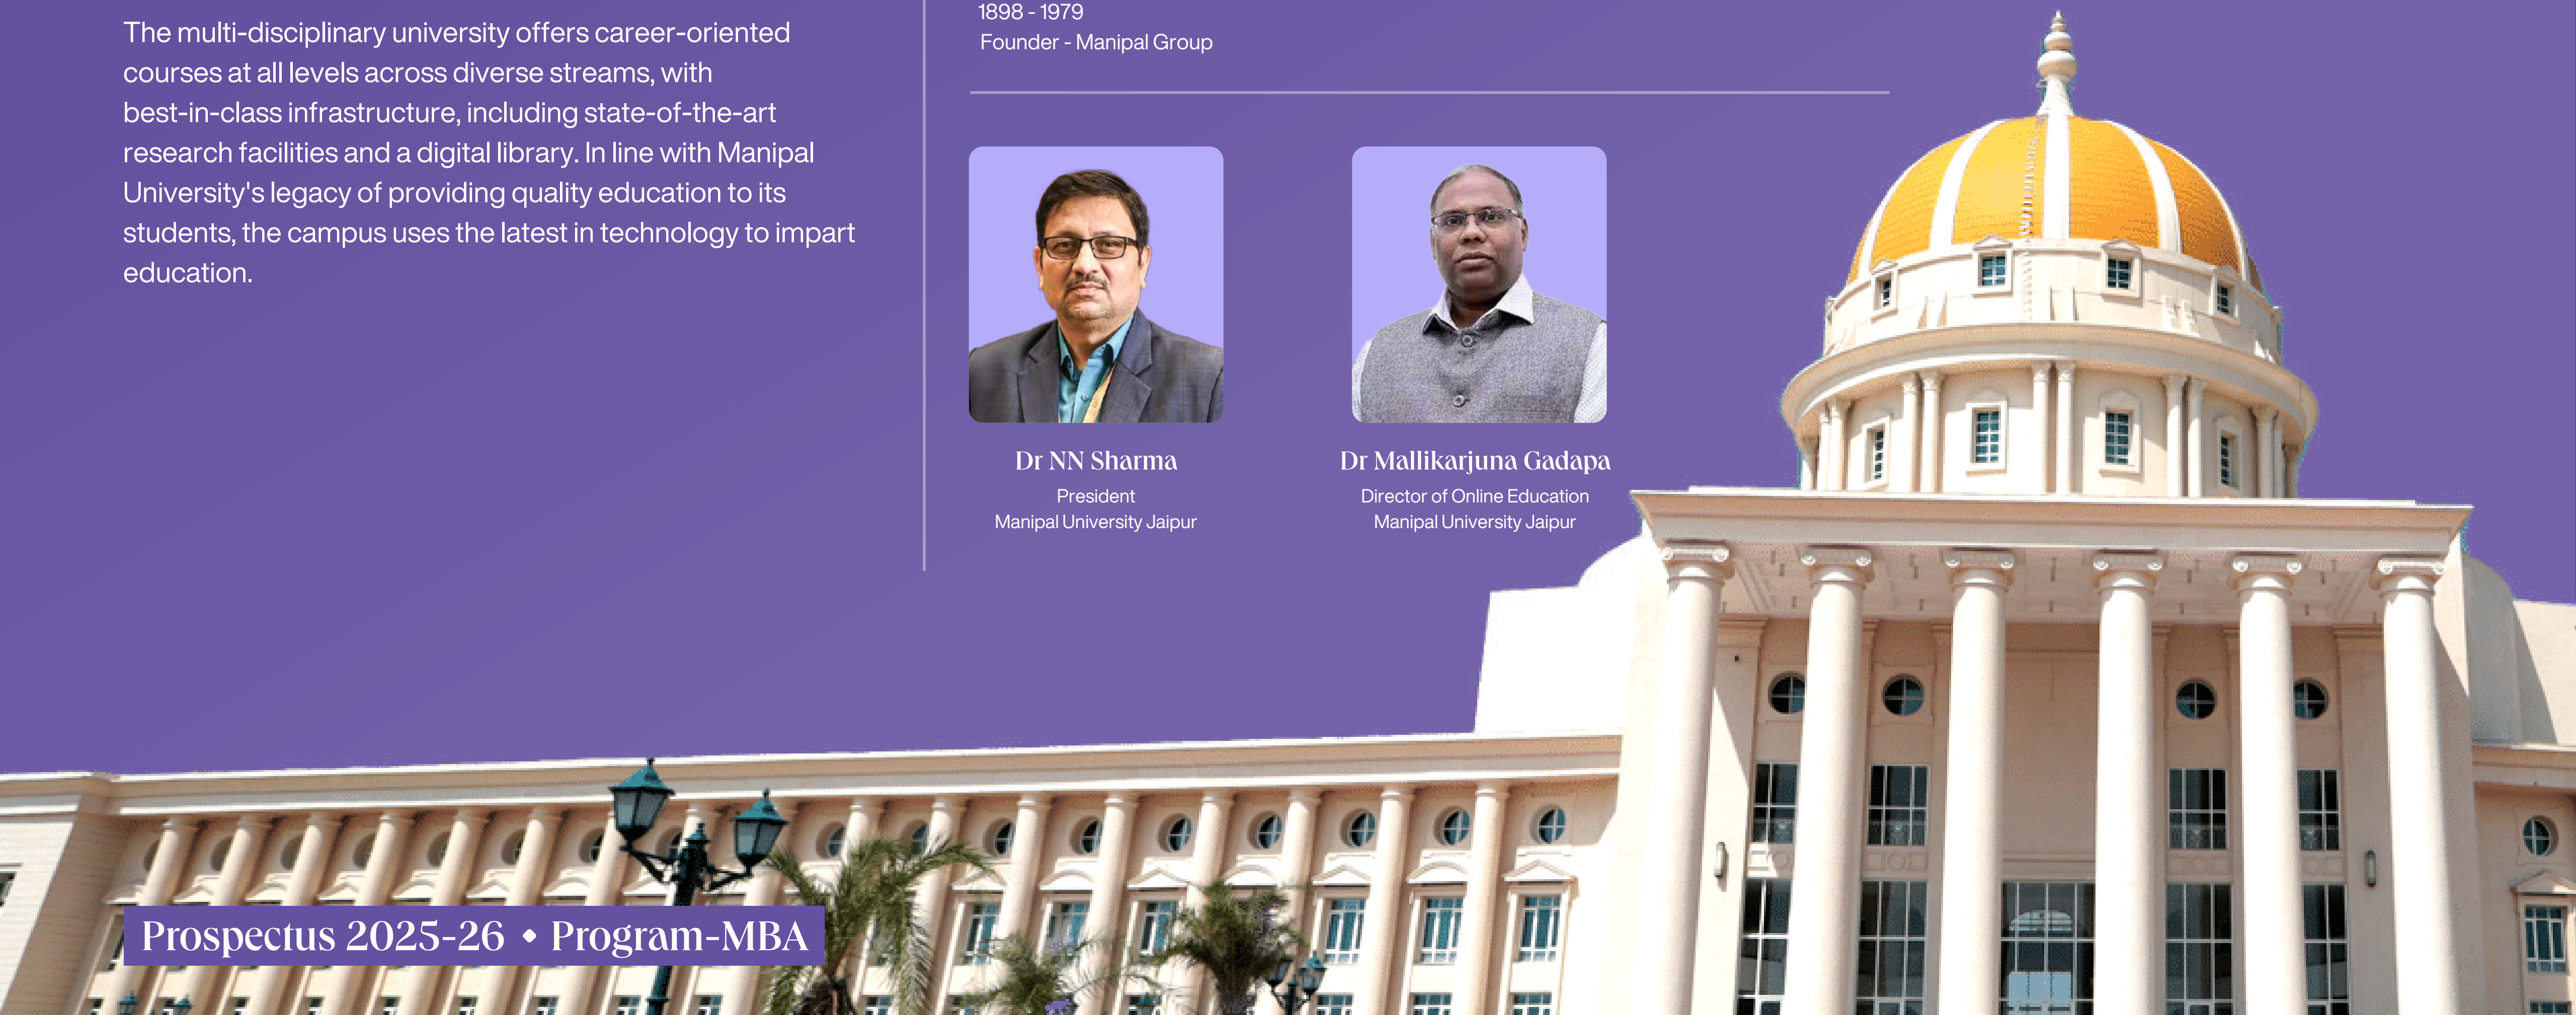 The multi-disciplinary university offers career-oriented
courses at all levels across diverse streams, with
best-in-class infrastructure, including state-of-the-art
research facilities and a digital library. In line with Manipal
University's legacy of providing quality education to its
students, the campus uses the latest in technology to impart
education.
1898 - 1979
Founder - Manipal Group
Dr NN Sharma
President
Manipal University Jaipur
Dr Mallikarjuna Gadapa
Director of Online Education
Manipal University Jaipur
Prospectus 2025-26 • Program-MBA